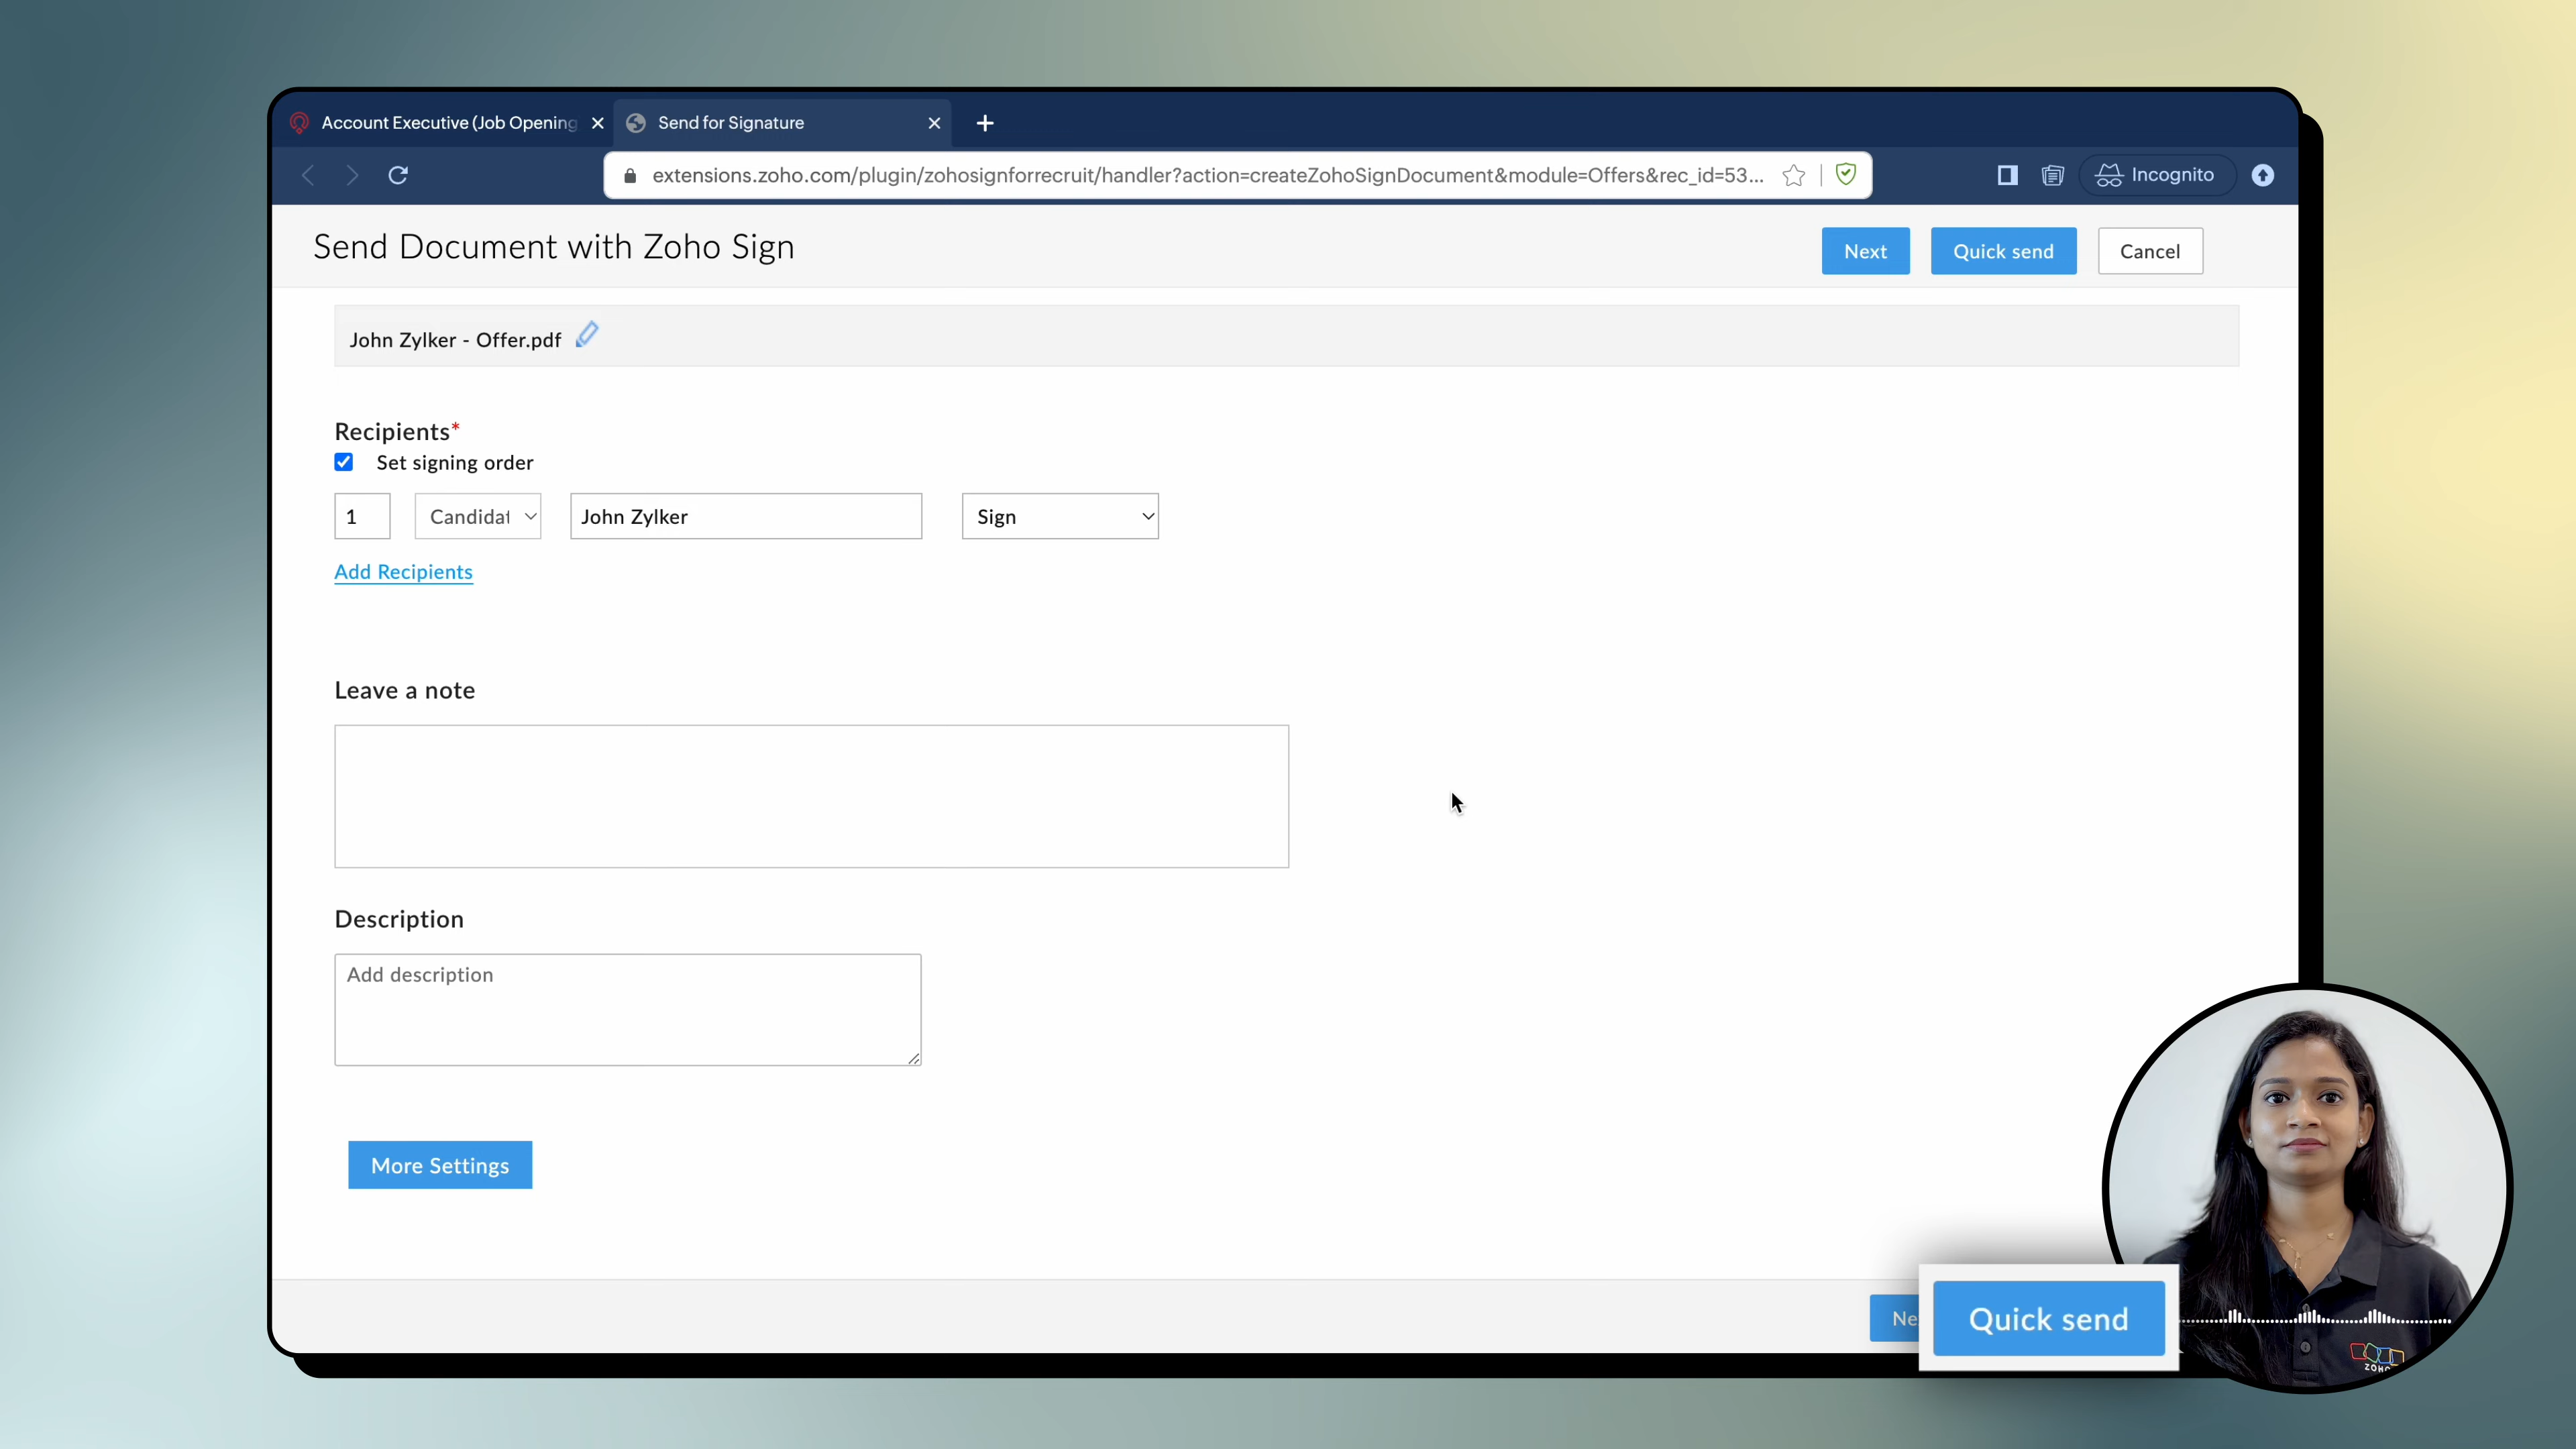 Account Executive (Job Opening
Send for Signature
extensions.zoho.com/plugin/zohosignforrecruit/handler?action=createZohoSignDocument&module=Offers&rec_id=53...
Incognito
Send Document with Zoho Sign
Next
Quick send
Cancel
John Zylker - Offer.pdf
Recipients*
Set signing order
1
Candidat
John Zylker
Sign
Add Recipients
Leave a note
Description
Add description
More Settings
Ne
Quick send
ZOHO